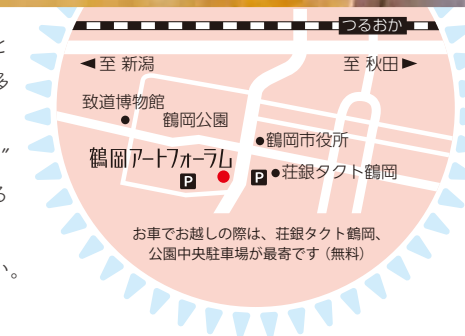 つるおか
◀至 新潟
至 秋田▶
致道博物館
鶴岡公園
鶴岡市役所
鶴岡アートフォーラム
P
P
荘銀タクト鶴岡
お車でお越しの際は、荘銀タクト鶴岡、
公園中央駐車場が最寄です（無料）
と
〃
い。